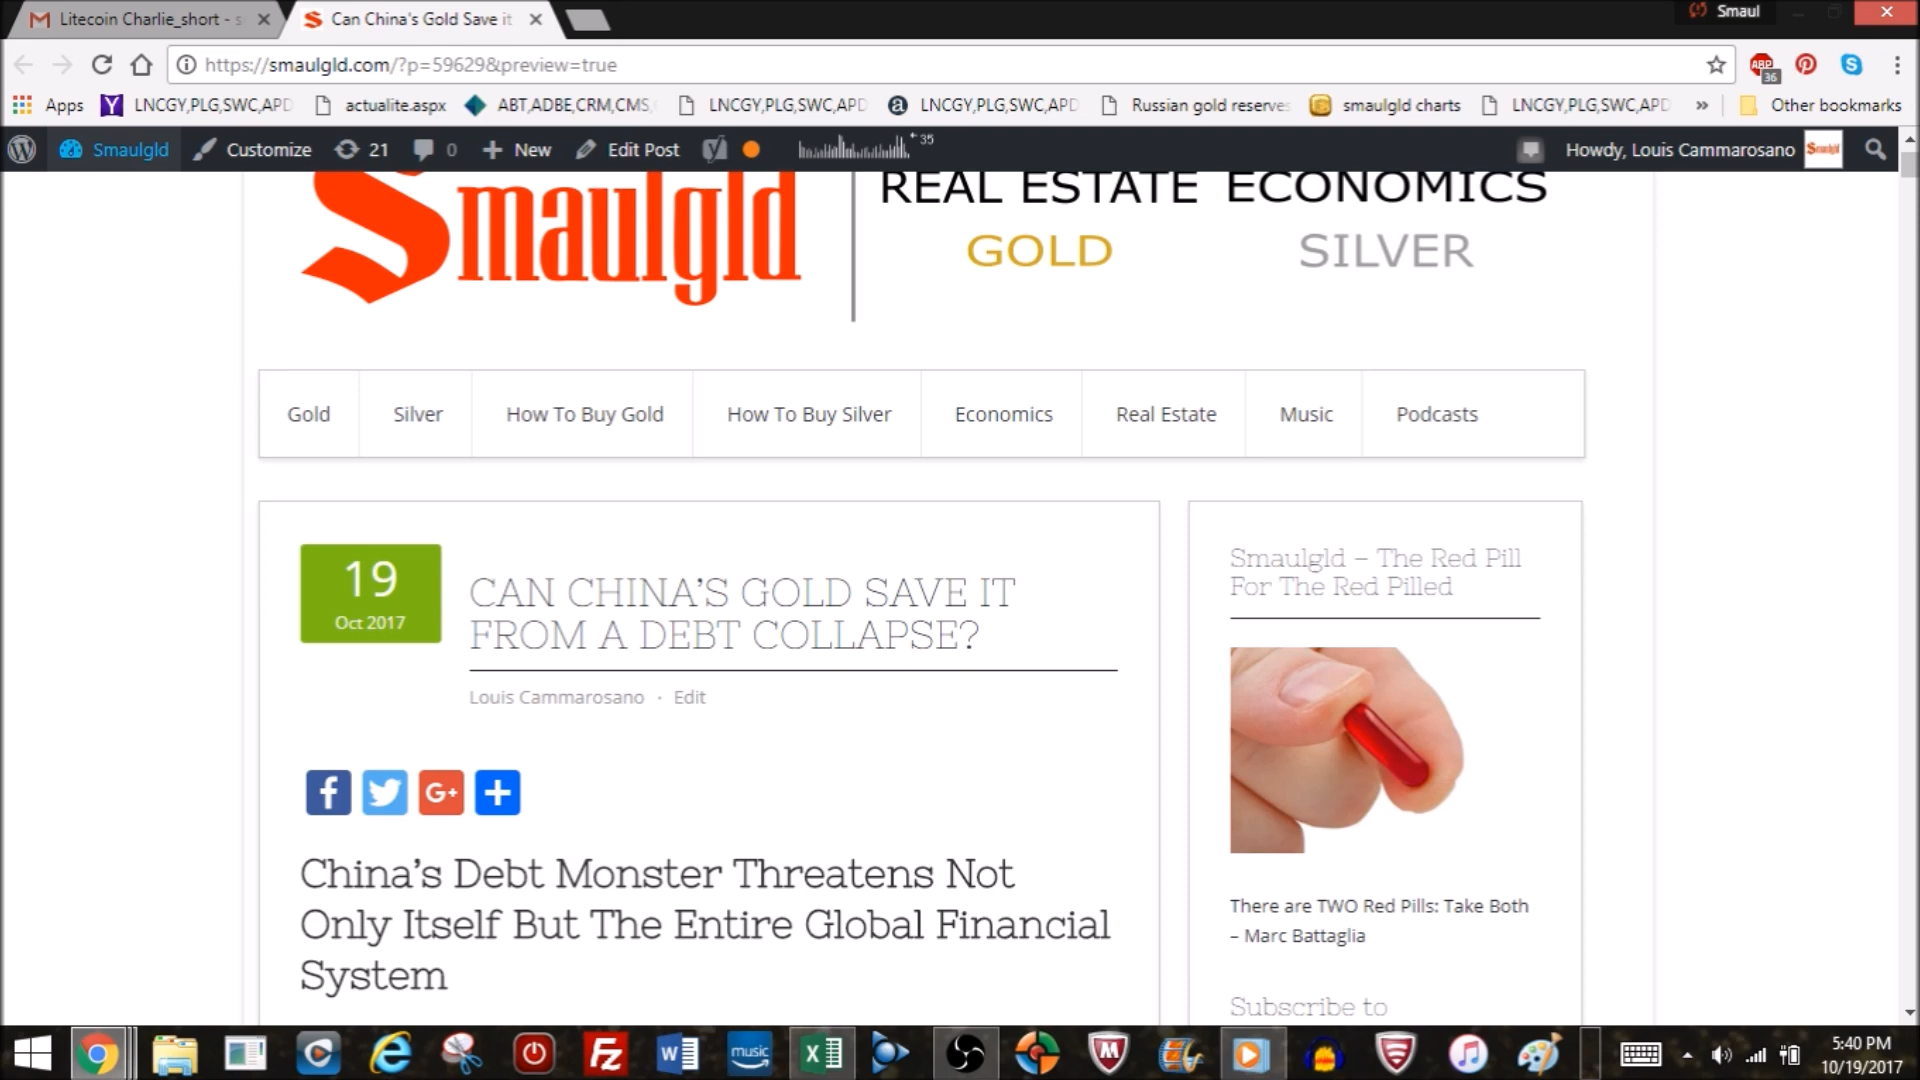 Litecoin Charlie_short - s
Can China's Gold Save it
Smaul
https://smaulgld.com/?p=59629&preview=true
ABP
36
Apps
LNCGY,PLG,SWC,APD
actualite.aspx
ABT,ADBE,CRM,CMS,
LNCGY,PLG,SWC,APD
LNCGY,PLG,SWC,APD
Russian gold reserves
smaulgld charts
LNCGY,PLG,SWC,APD
»
Other bookmarks
Smaulgld
Customize
21
0
New
Edit Post
35
Howdy, Louis Cammarosano
Smaulgld
Smaulgld
REAL ESTATE ECONOMICS
GOLD SILVER
Gold
Silver
How To Buy Gold
How To Buy Silver
Economics
Real Estate
Music
Podcasts
19
Oct 2017
CAN CHINA'S GOLD SAVE IT
FROM A DEBT COLLAPSE?
Louis Cammarosano · Edit
China's Debt Monster Threatens Not
Only Itself But The Entire Global Financial
System
Smaulgld – The Red Pill
For The Red Pilled
There are TWO Red Pills: Take Both
– Marc Battaglia
Subscribe to
music
5:40 PM
10/19/2017